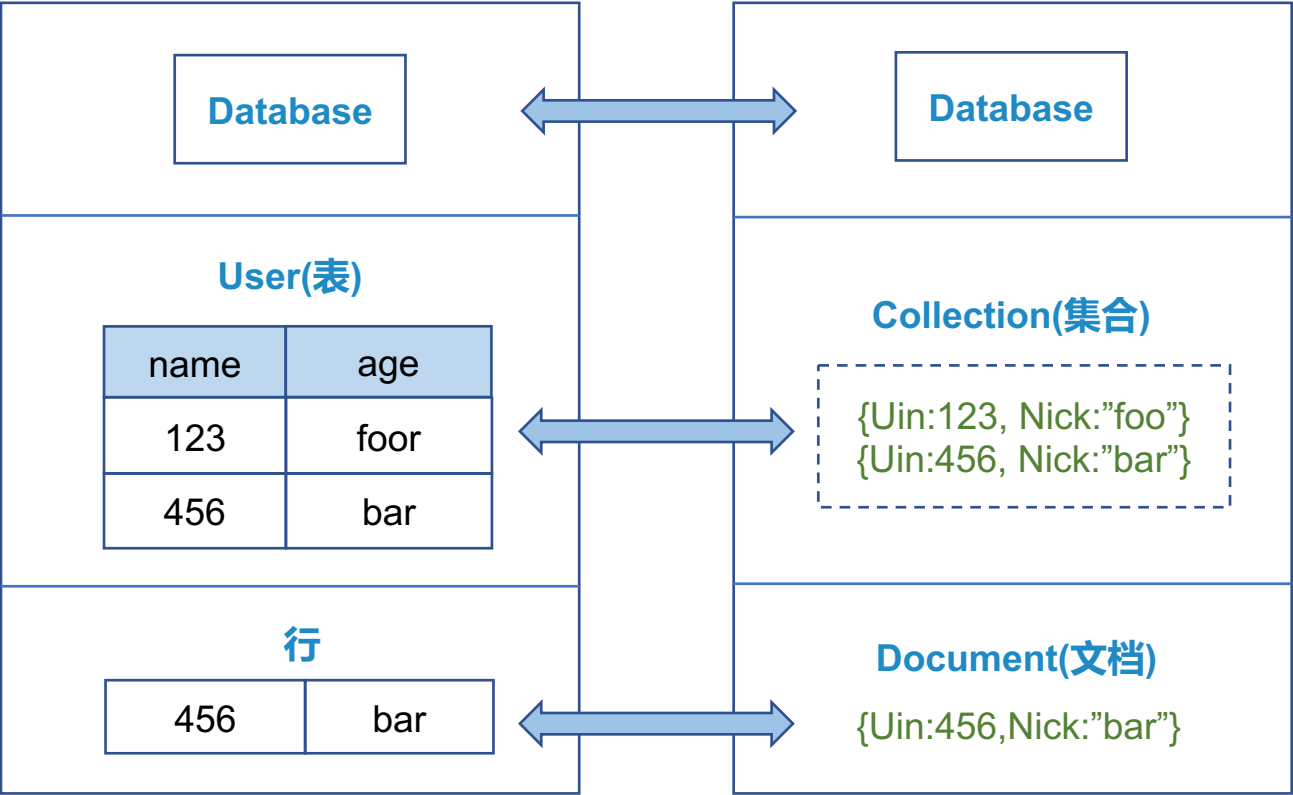 Database
User(表)
name age
123 foor
456 bar
行
456 bar
Database
Collection(集合)
{Uin:123, Nick:”foo”}
{Uin:456, Nick:”bar”}
Document(文档)
{Uin:456,Nick:”bar”}